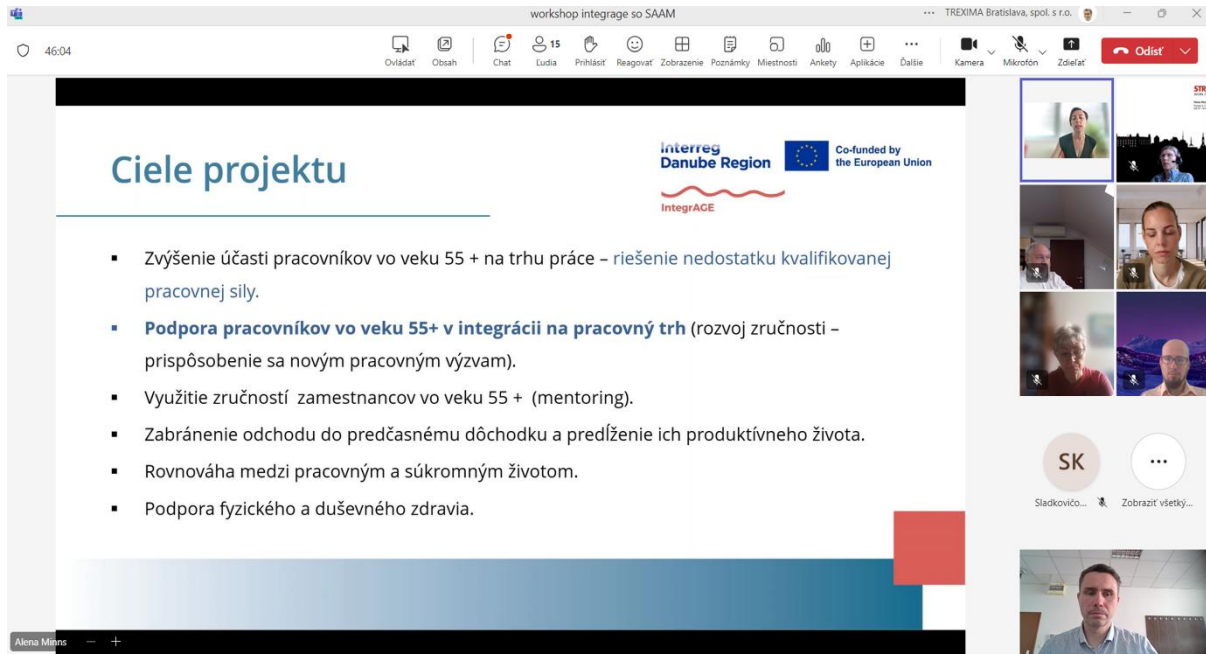 workshop integrage so SAAM
TREXIMA Bratislava, spol. s r.o.
46:04
Ovládať
Obsah
Chat
15
Ľudia
Prihlásiť
Reagovať
Zobrazenie
Poznámky
Miestnosti
Ankety
Aplikácie
Ďalšie
Kamera
Mikrofón
Zdieľať
Odísť
Ciele projektu
Interreg
Danube Region
Co-funded by
the European Union
IntegrAGE
▪ Zvýšenie účasti pracovníkov vo veku 55 + na trhu práce – riešenie nedostatku kvalifikovanej
pracovnej sily.
▪ Podpora pracovníkov vo veku 55+ v integrácii na pracovný trh (rozvoj zručnosti –
prispôsobenie sa novým pracovným výzvam).
▪ Využitie zručností zamestnancov vo veku 55 + (mentoring).
▪ Zabránenie odchodu do predčasnému dôchodku a predĺženie ich produktívneho života.
▪ Rovnováha medzi pracovným a súkromným životom.
▪ Podpora fyzického a duševného zdravia.
STR
SK
Sladkovičo...
Zobraziť všetký...
Alena Minns